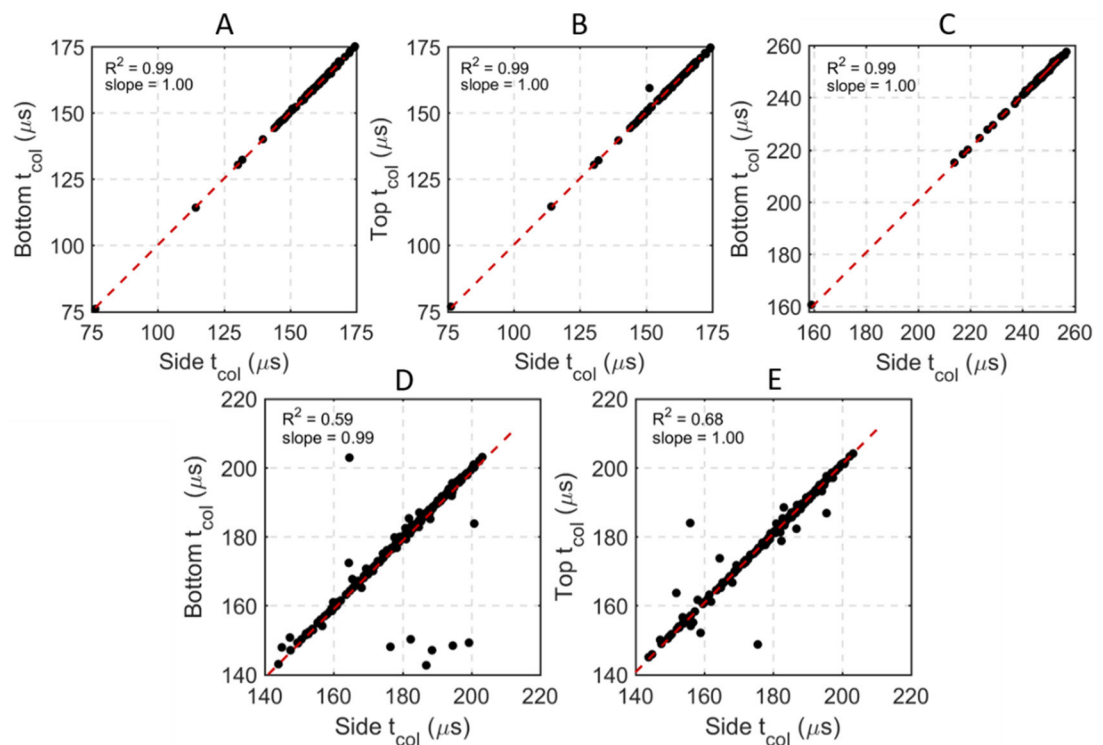 A
R² = 0.99
slope = 1.00
Bottom t_col (μs)
175
150
125
100
75
75 100 125 150 175
Side t_col (μs)
B
R² = 0.99
slope = 1.00
Top t_col (μs)
175
150
125
100
75
75 100 125 150 174
Side t_col (μs)
C
R² = 0.99
slope = 1.00
Bottom t_col (μs)
260
240
220
200
180
160
160 180 200 220 240 260
Side t_col (μs)
D
R² = 0.59
slope = 0.99
Bottom t_col (μs)
220
200
180
160
140
140 160 180 200 220
Side t_col (μs)
E
R² = 0.68
slope = 1.00
Top t_col (μs)
220
200
180
160
140
140 160 180 200 220
Side t_col (μs)